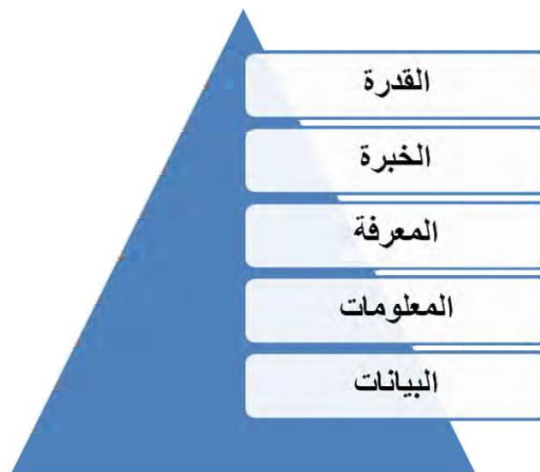 القدرة
الخبرة
المعرفة
المعلومات
البيانات